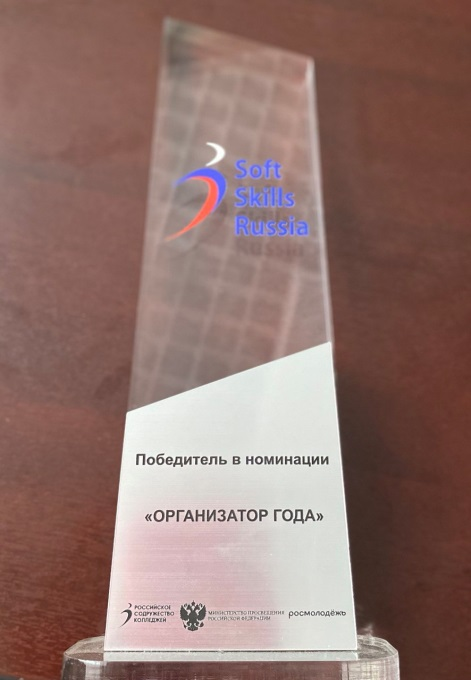 Soft
Skills
Russia
Победитель в номинации
«ОРГАНИЗАТОР ГОДА»
РОССИЙСКОЕ
СОДРУЖЕСТВО
КОЛЛЕДЖЕЙ
МИНИСТЕРСТВО ПРОСВЕЩЕНИЯ
РОССИЙСКОЙ ФЕДЕРАЦИИ
росмолодёжь